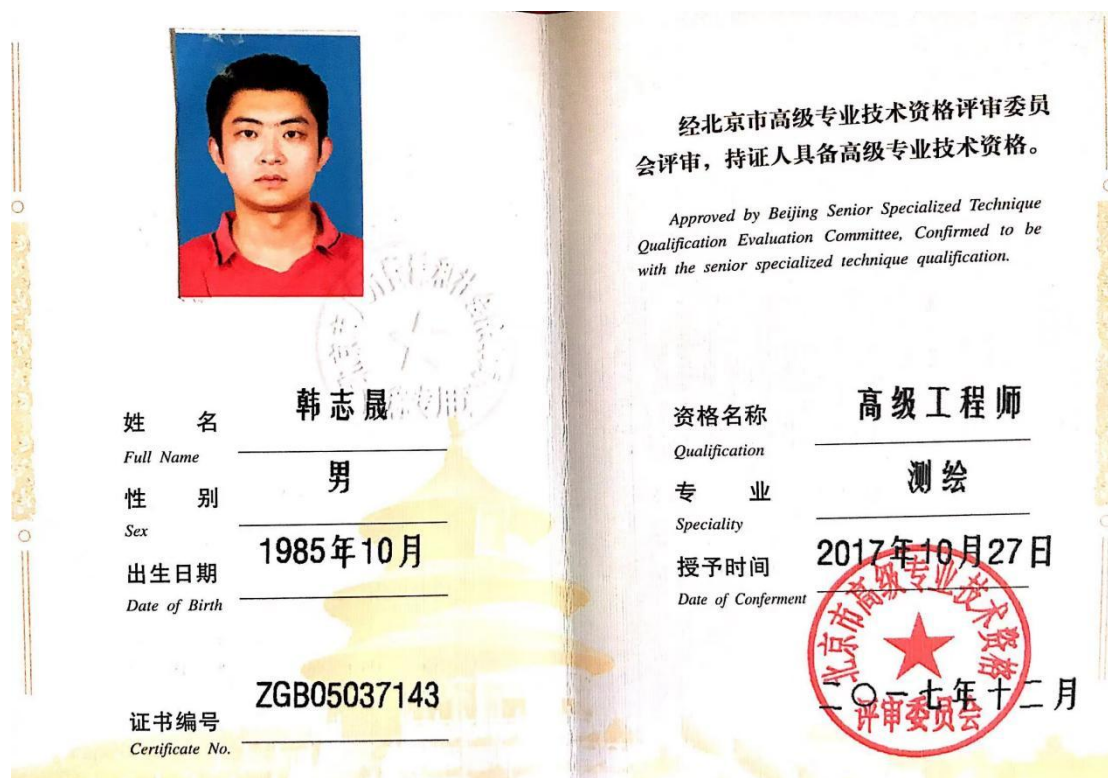 姓 名
韩志晟
Full Name
性 别
男
Sex
出生日期
1985年10月
Date of Birth
证书编号
ZGB05037143
Certificate No.
经北京市高级专业技术资格评审委员
会评审，持证人具备高级专业技术资格。
Approved by Beijing Senior Specialized Technique
Qualification Evaluation Committee, Confirmed to be
with the senior specialized technique qualification.
资格名称
高级工程师
Qualification
专 业
测绘
Speciality
授予时间
2017年10月27日
Date of Conferment
北京市高级专业技术资格
评审委员会
二〇一七年十二月